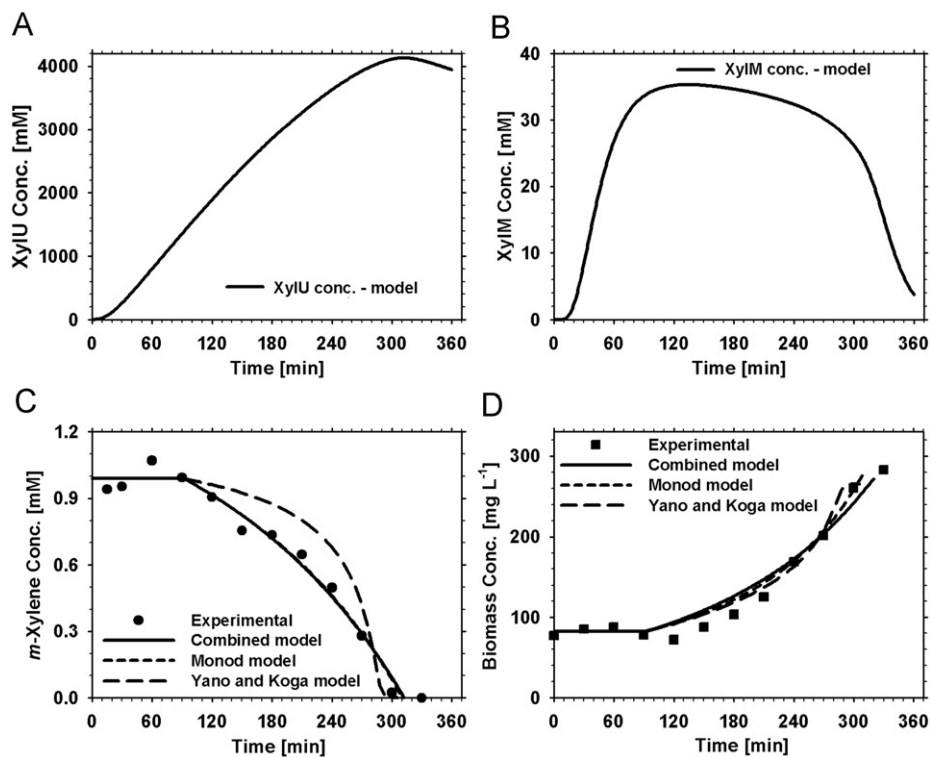 A
XylU Conc. [mM]
4000
3000
2000
1000
0
XylU conc. - model
0 60 120 180 240 300 360
Time [min]
B
XylM Conc. [mM]
40
30
20
10
0
XylM conc. - model
0 60 120 180 240 300 360
Time [min]
C
m-Xylene Conc. [mM]
1.2
0.9
0.6
0.3
0.0
Experimental
Combined model
Monod model
Yano and Koga model
0 60 120 180 240 300 360
Time [min]
D
Biomass Conc. [mg L-1]
300
200
100
0
Experimental
Combined model
Monod model
Yano and Koga model
0 60 120 180 240 300 360
Time [min]